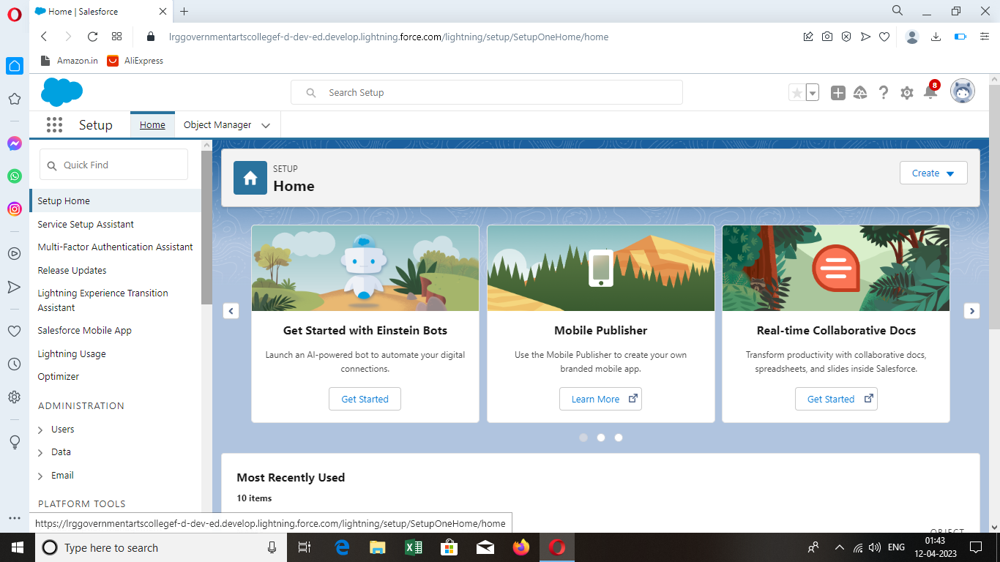 Home | Salesforce
lrggovernmentartscollegef-d-dev-ed.develop.lightning.force.com/lightning/setup/SetupOneHome/home
Amazon.in AliExpress
Search Setup
8
Setup Home Object Manager
Quick Find
Setup Home
Service Setup Assistant
Multi-Factor Authentication Assistant
Release Updates
Lightning Experience Transition
Assistant
Salesforce Mobile App
Lightning Usage
Optimizer
ADMINISTRATION
Users
Data
Email
PLATFORM TOOLS
SETUP
Home
Create
Get Started with Einstein Bots
Launch an AI-powered bot to automate your digital
connections.
Get Started
Mobile Publisher
Use the Mobile Publisher to create your own
branded mobile app.
Learn More
Real-time Collaborative Docs
Transform productivity with collaborative docs,
spreadsheets, and slides inside Salesforce.
Get Started
Most Recently Used
10 items
OBJECT
https://lrggovernmentartscollegef-d-dev-ed.develop.lightning.force.com/lightning/setup/SetupOneHome/home
Type here to search
ENG
01:43
12-04-2023